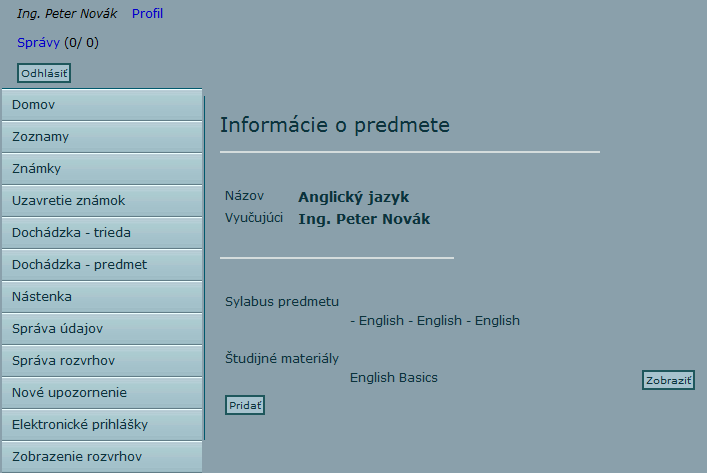 Ing. Peter Novák Profil
Správy (0/ 0)
Odhlásiť
Domov
Zoznamy
Známky
Uzavretie známok
Dochádzka - trieda
Dochádzka - predmet
Nástenka
Správa údajov
Správa rozvrhov
Nové upozornenie
Elektronické prihlášky
Zobrazenie rozvrhov
Informácie o predmete
Názov Anglický jazyk
Vyučujúci Ing. Peter Novák
Sylabus predmetu
- English - English - English
Študijné materiály
English Basics Zobraziť
Pridať